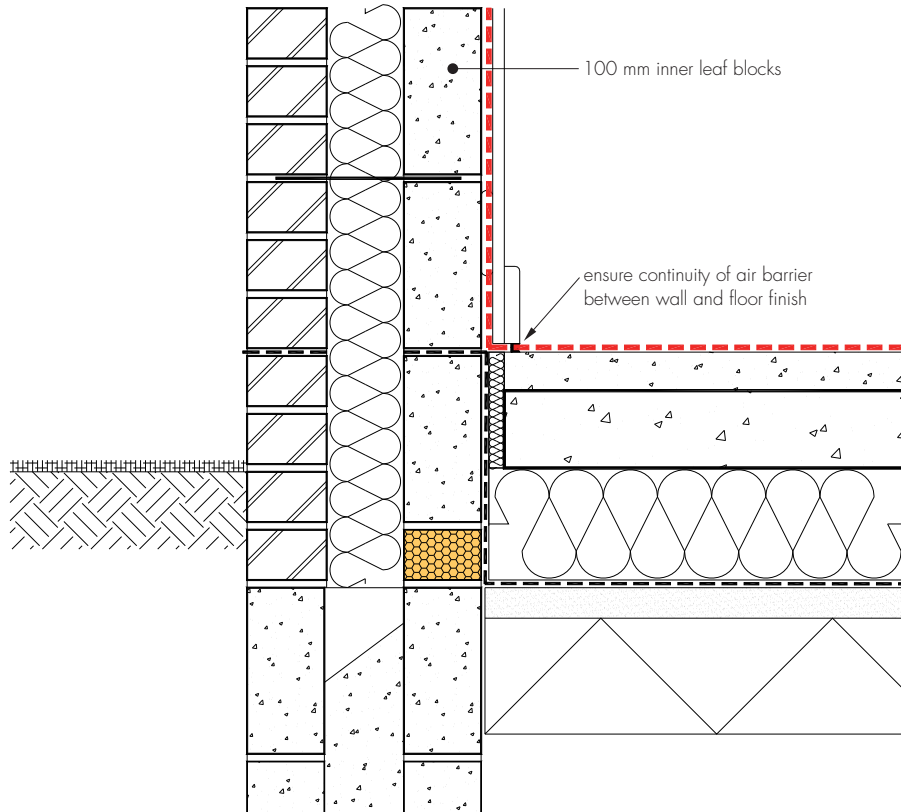 100 mm inner leaf blocks
ensure continuity of air barrier
between wall and floor finish